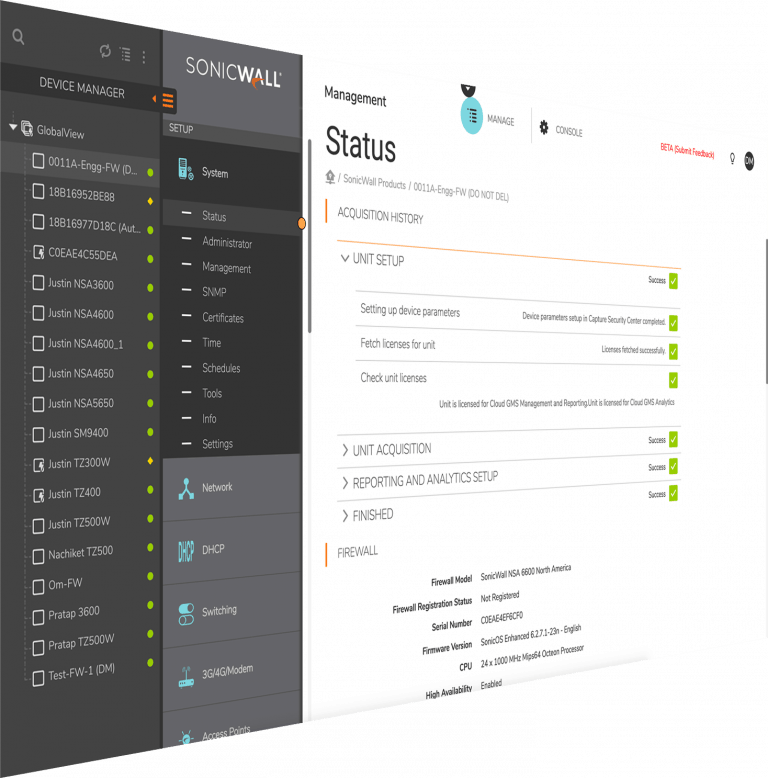 DEVICE MANAGER
GlobalView
0011A-Engg-FW (D...
18B16952BE88
18B16977D18C (Aut...
C0EAE4C55DEA
Justin NSA3600
Justin NSA4600
Justin NSA4600_1
Justin NSA4650
Justin NSA5650
Justin SM9400
Justin TZ300W
Justin TZ400
Justin TZ500W
Nachiket TZ500
Om-FW
Pratap 3600
Pratap TZ500W
Test-FW-1 (DM)
SONICWALL
SETUP
System
Status
Administrator
Management
SNMP
Certificates
Time
Schedules
Tools
Info
Settings
Network
DHCP DHCP
Switching
3G/4G/Modem
Access Points
Management
MANAGE
CONSOLE
BETA (Submit Feedback)
DM
Status
/ SonicWall Products / 0011A-Engg-FW (DO NOT DEL)
ACQUISITION HISTORY
UNIT SETUP
Success
Setting up device parameters Device parameters setup in Capture Security Center completed.
Fetch licenses for unit Licenses fetched successfully.
Check unit licenses
Unit is licensed for Cloud GMS Management and Reporting,Unit is licensed for Cloud GMS Analytics
UNIT ACQUISITION Success
REPORTING AND ANALYTICS SETUP Success
FINISHED Success
FIREWALL
Firewall Model SonicWall NSA 6600 North America
Firewall Registration Status Not Registered
Serial Number C0EAE4EF6CF0
Firmware Version SonicOS Enhanced 6.2.7.1-23n - English
CPU 24 x 1000 MHz Mips64 Octeon Processor
High Availability Enabled